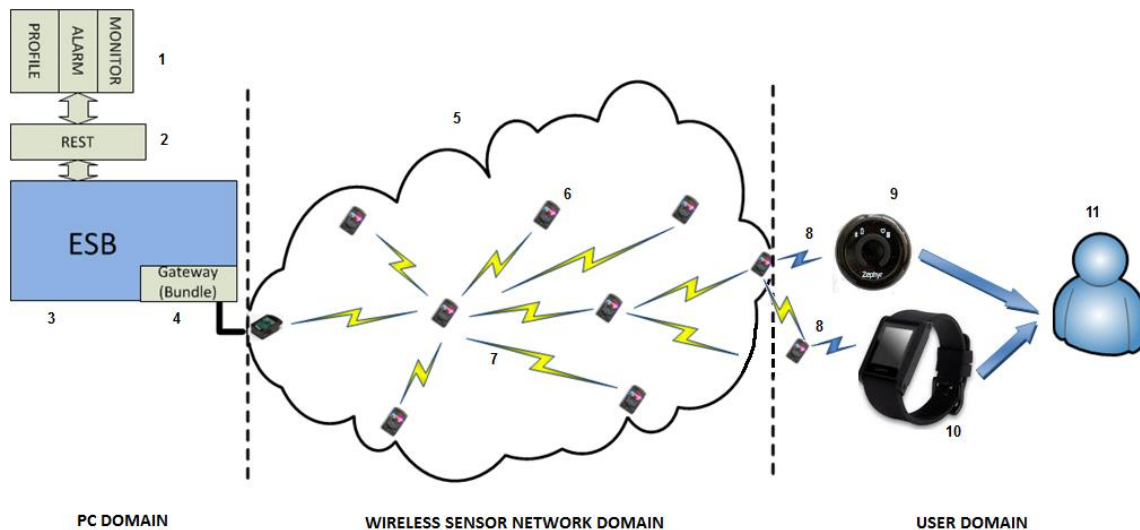 PROFILE
ALARM
MONITOR
1
REST
2
ESB
Gateway
(Bundle)
3
4
5
6
7
8
8
9
Zephyr
10
11
PC DOMAIN
WIRELESS SENSOR NETWORK DOMAIN
USER DOMAIN